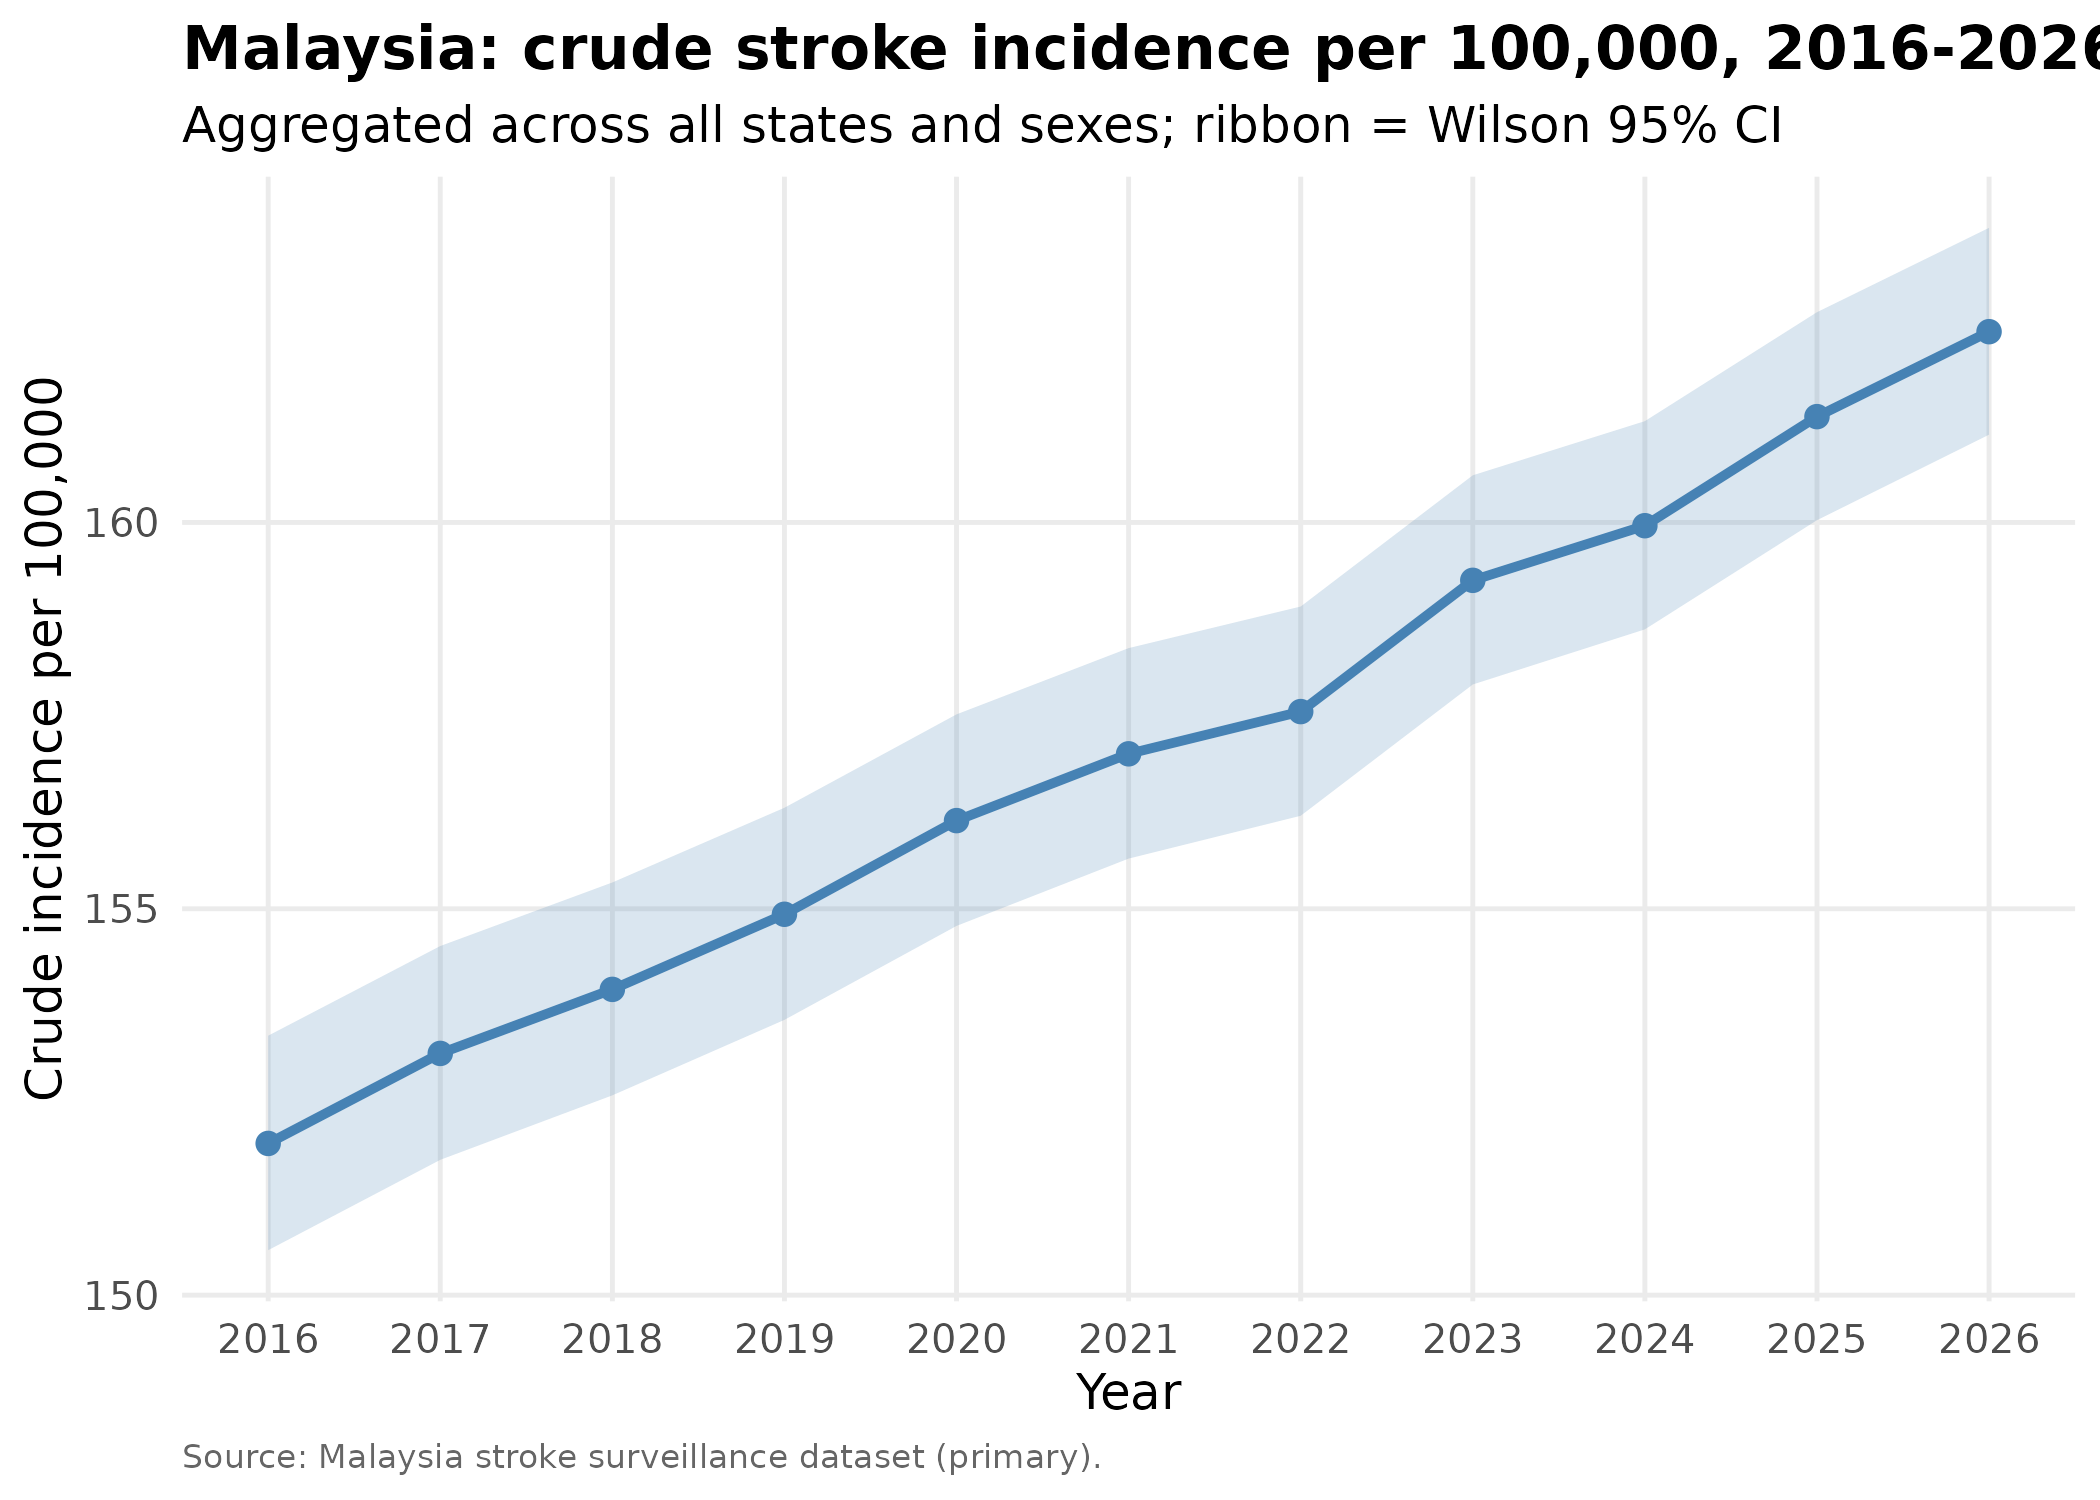 Malaysia: crude stroke incidence per 100,000, 2016-2026
Aggregated across all states and sexes; ribbon = Wilson 95% CI
Crude incidence per 100,000
160
155
150
2016 2017 2018 2019 2020 2021 2022 2023 2024 2025 2026
Year
Source: Malaysia stroke surveillance dataset (primary).